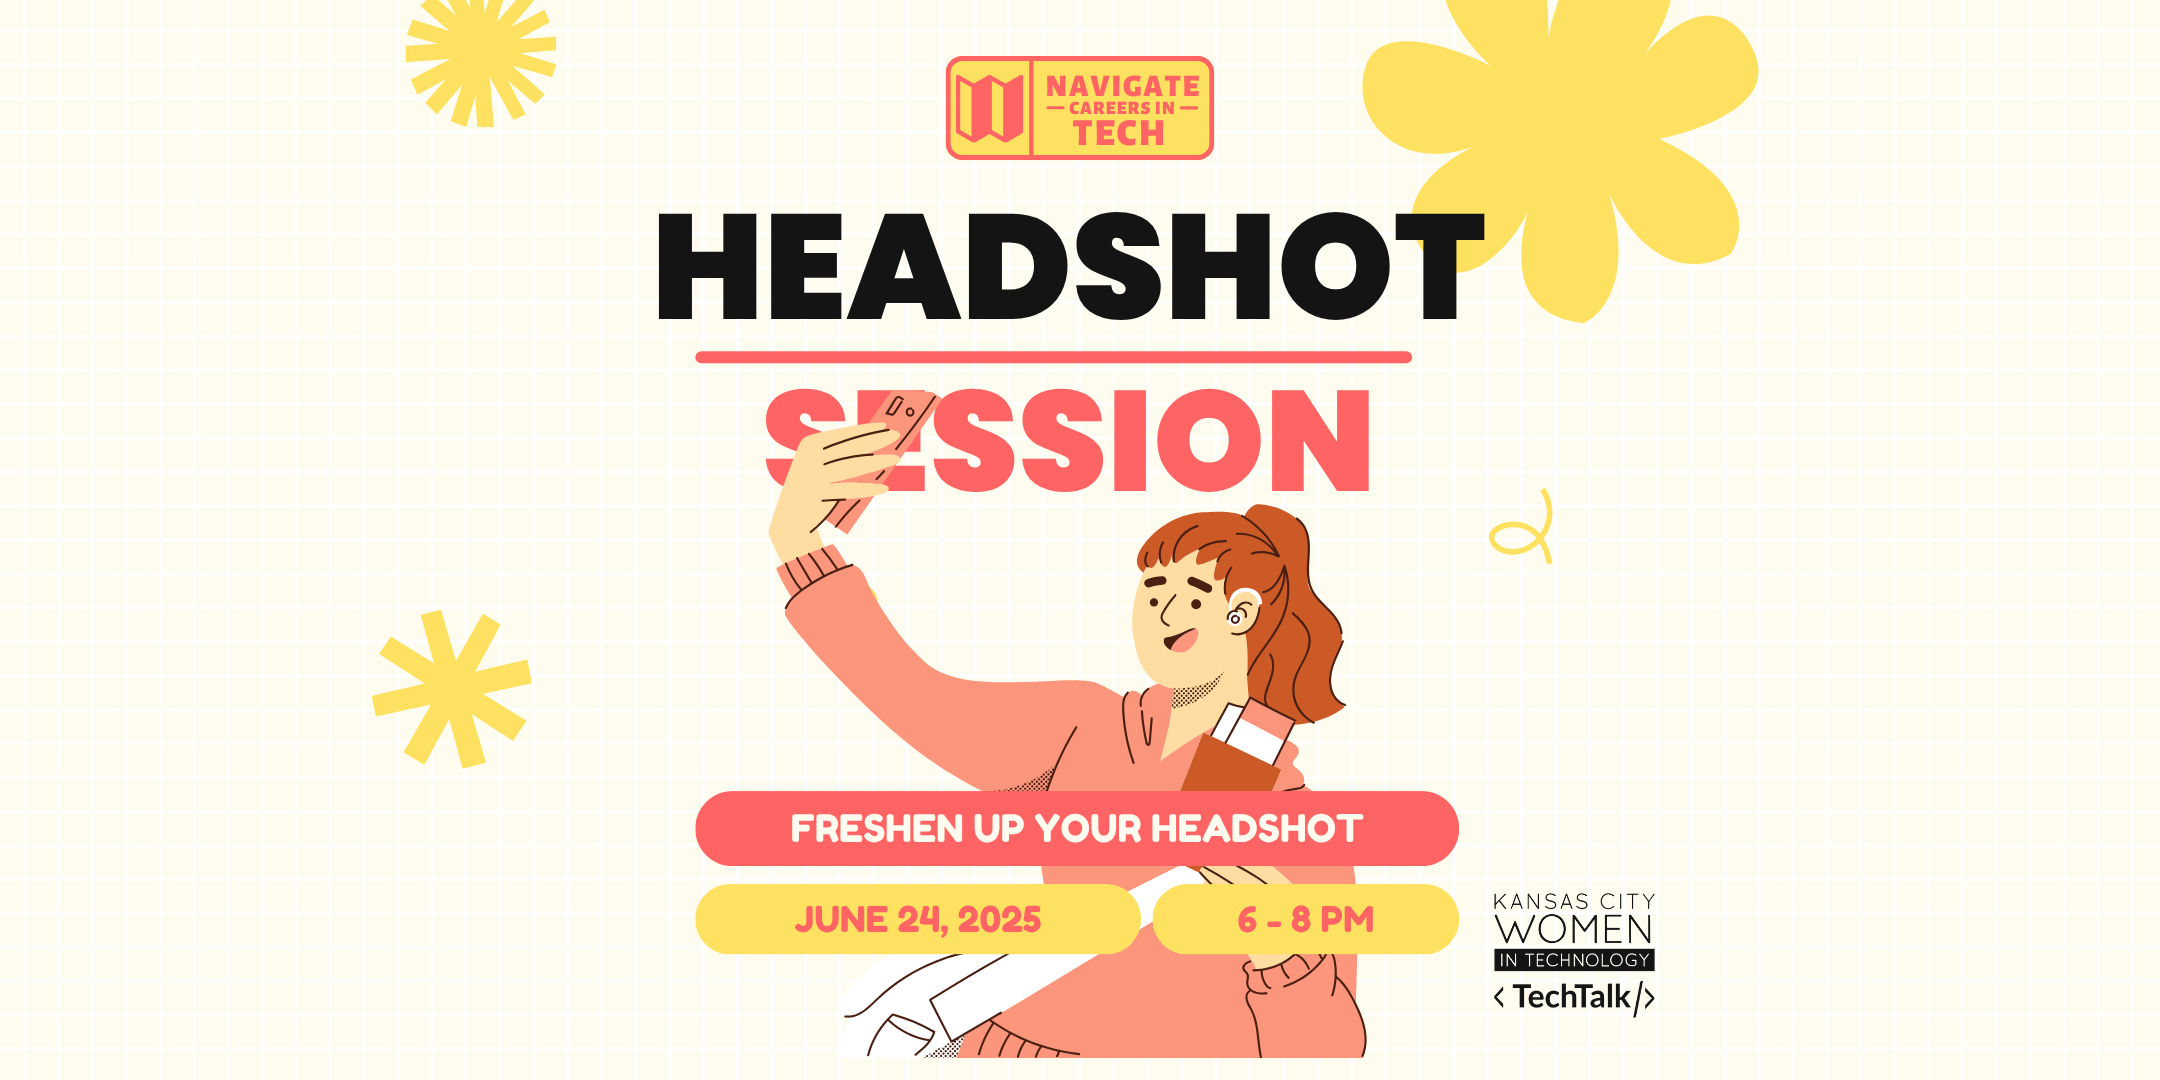 NAVIGATE
CAREERS IN
TECH
HEADSHOT
SESSION
FRESHEN UP YOUR HEADSHOT
JUNE 24, 2025
6 - 8 PM
KANSAS CITY
WOMEN
IN TECHNOLOGY
< TechTalk/>